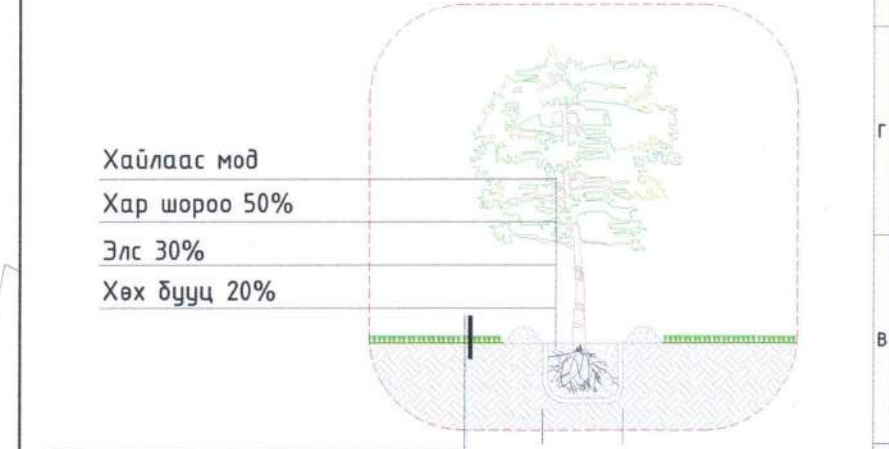 Хайлаас мод
Хар шороо 50%
Элс 30%
Хөх бууц 20%
Г
В